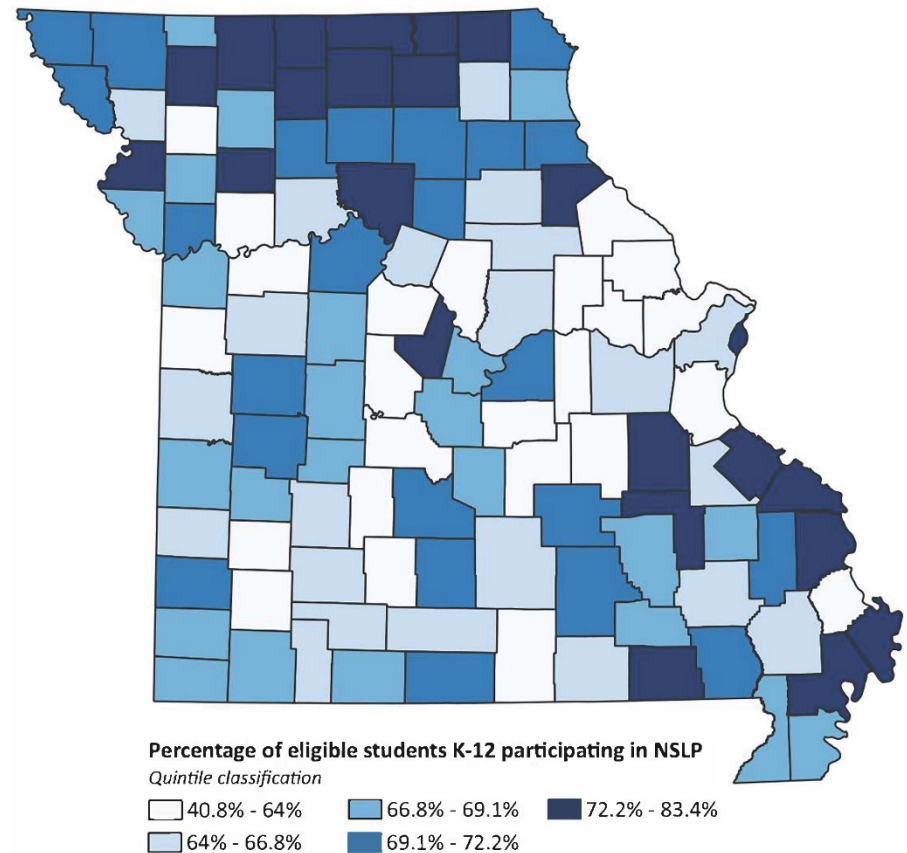 Percentage of eligible students K-12 participating in NSLP
Quintile classification
40.8% - 64% 66.8% - 69.1% 72.2% - 83.4%
64% - 66.8% 69.1% - 72.2%